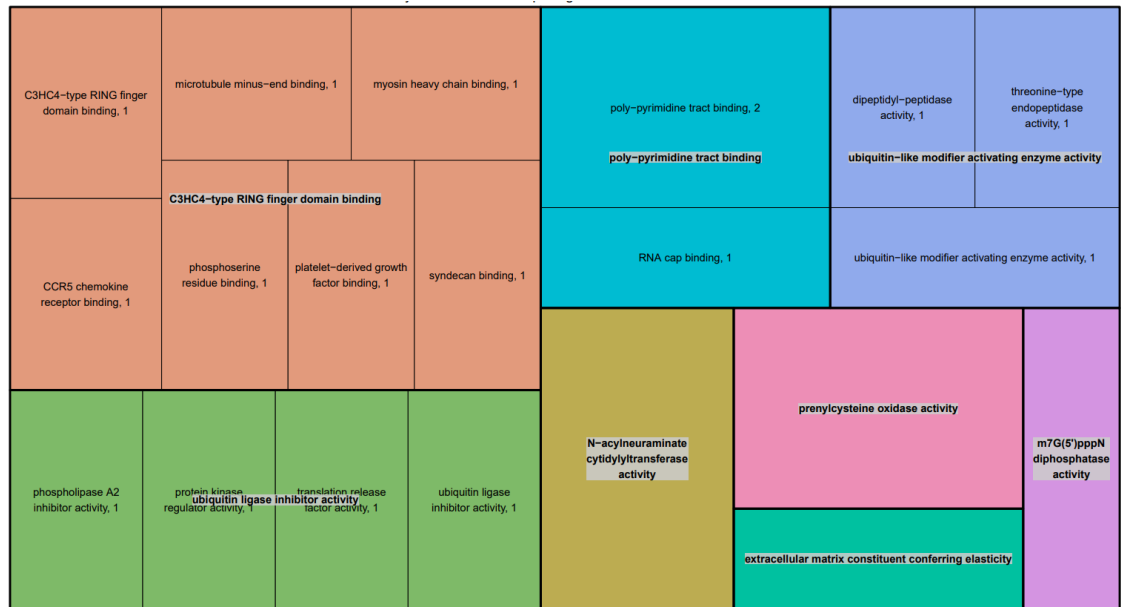 C3HC4−type RING finger
domain binding, 1
microtubule minus−end binding, 1
myosin heavy chain binding, 1
C3HC4−type RING finger domain binding
CCR5 chemokine
receptor binding, 1
phosphoserine
residue binding, 1
platelet−derived growth
factor binding, 1
syndecan binding, 1
phospholipase A2
inhibitor activity, 1
protein kinase
regulator activity, 1
translation release
factor activity, 1
ubiquitin ligase
inhibitor activity, 1
ubiquitin ligase inhibitor activity
poly−pyrimidine tract binding, 2
poly−pyrimidine tract binding
RNA cap binding, 1
dipeptidyl−peptidase
activity, 1
threonine−type
endopeptidase
activity, 1
ubiquitin−like modifier activating enzyme activity
ubiquitin−like modifier activating enzyme activity, 1
N−acylneuraminate
cytidylyltransferase
activity
prenylcysteine oxidase activity
extracellular matrix constituent conferring elasticity
m7G(5')pppN
diphosphatase
activity